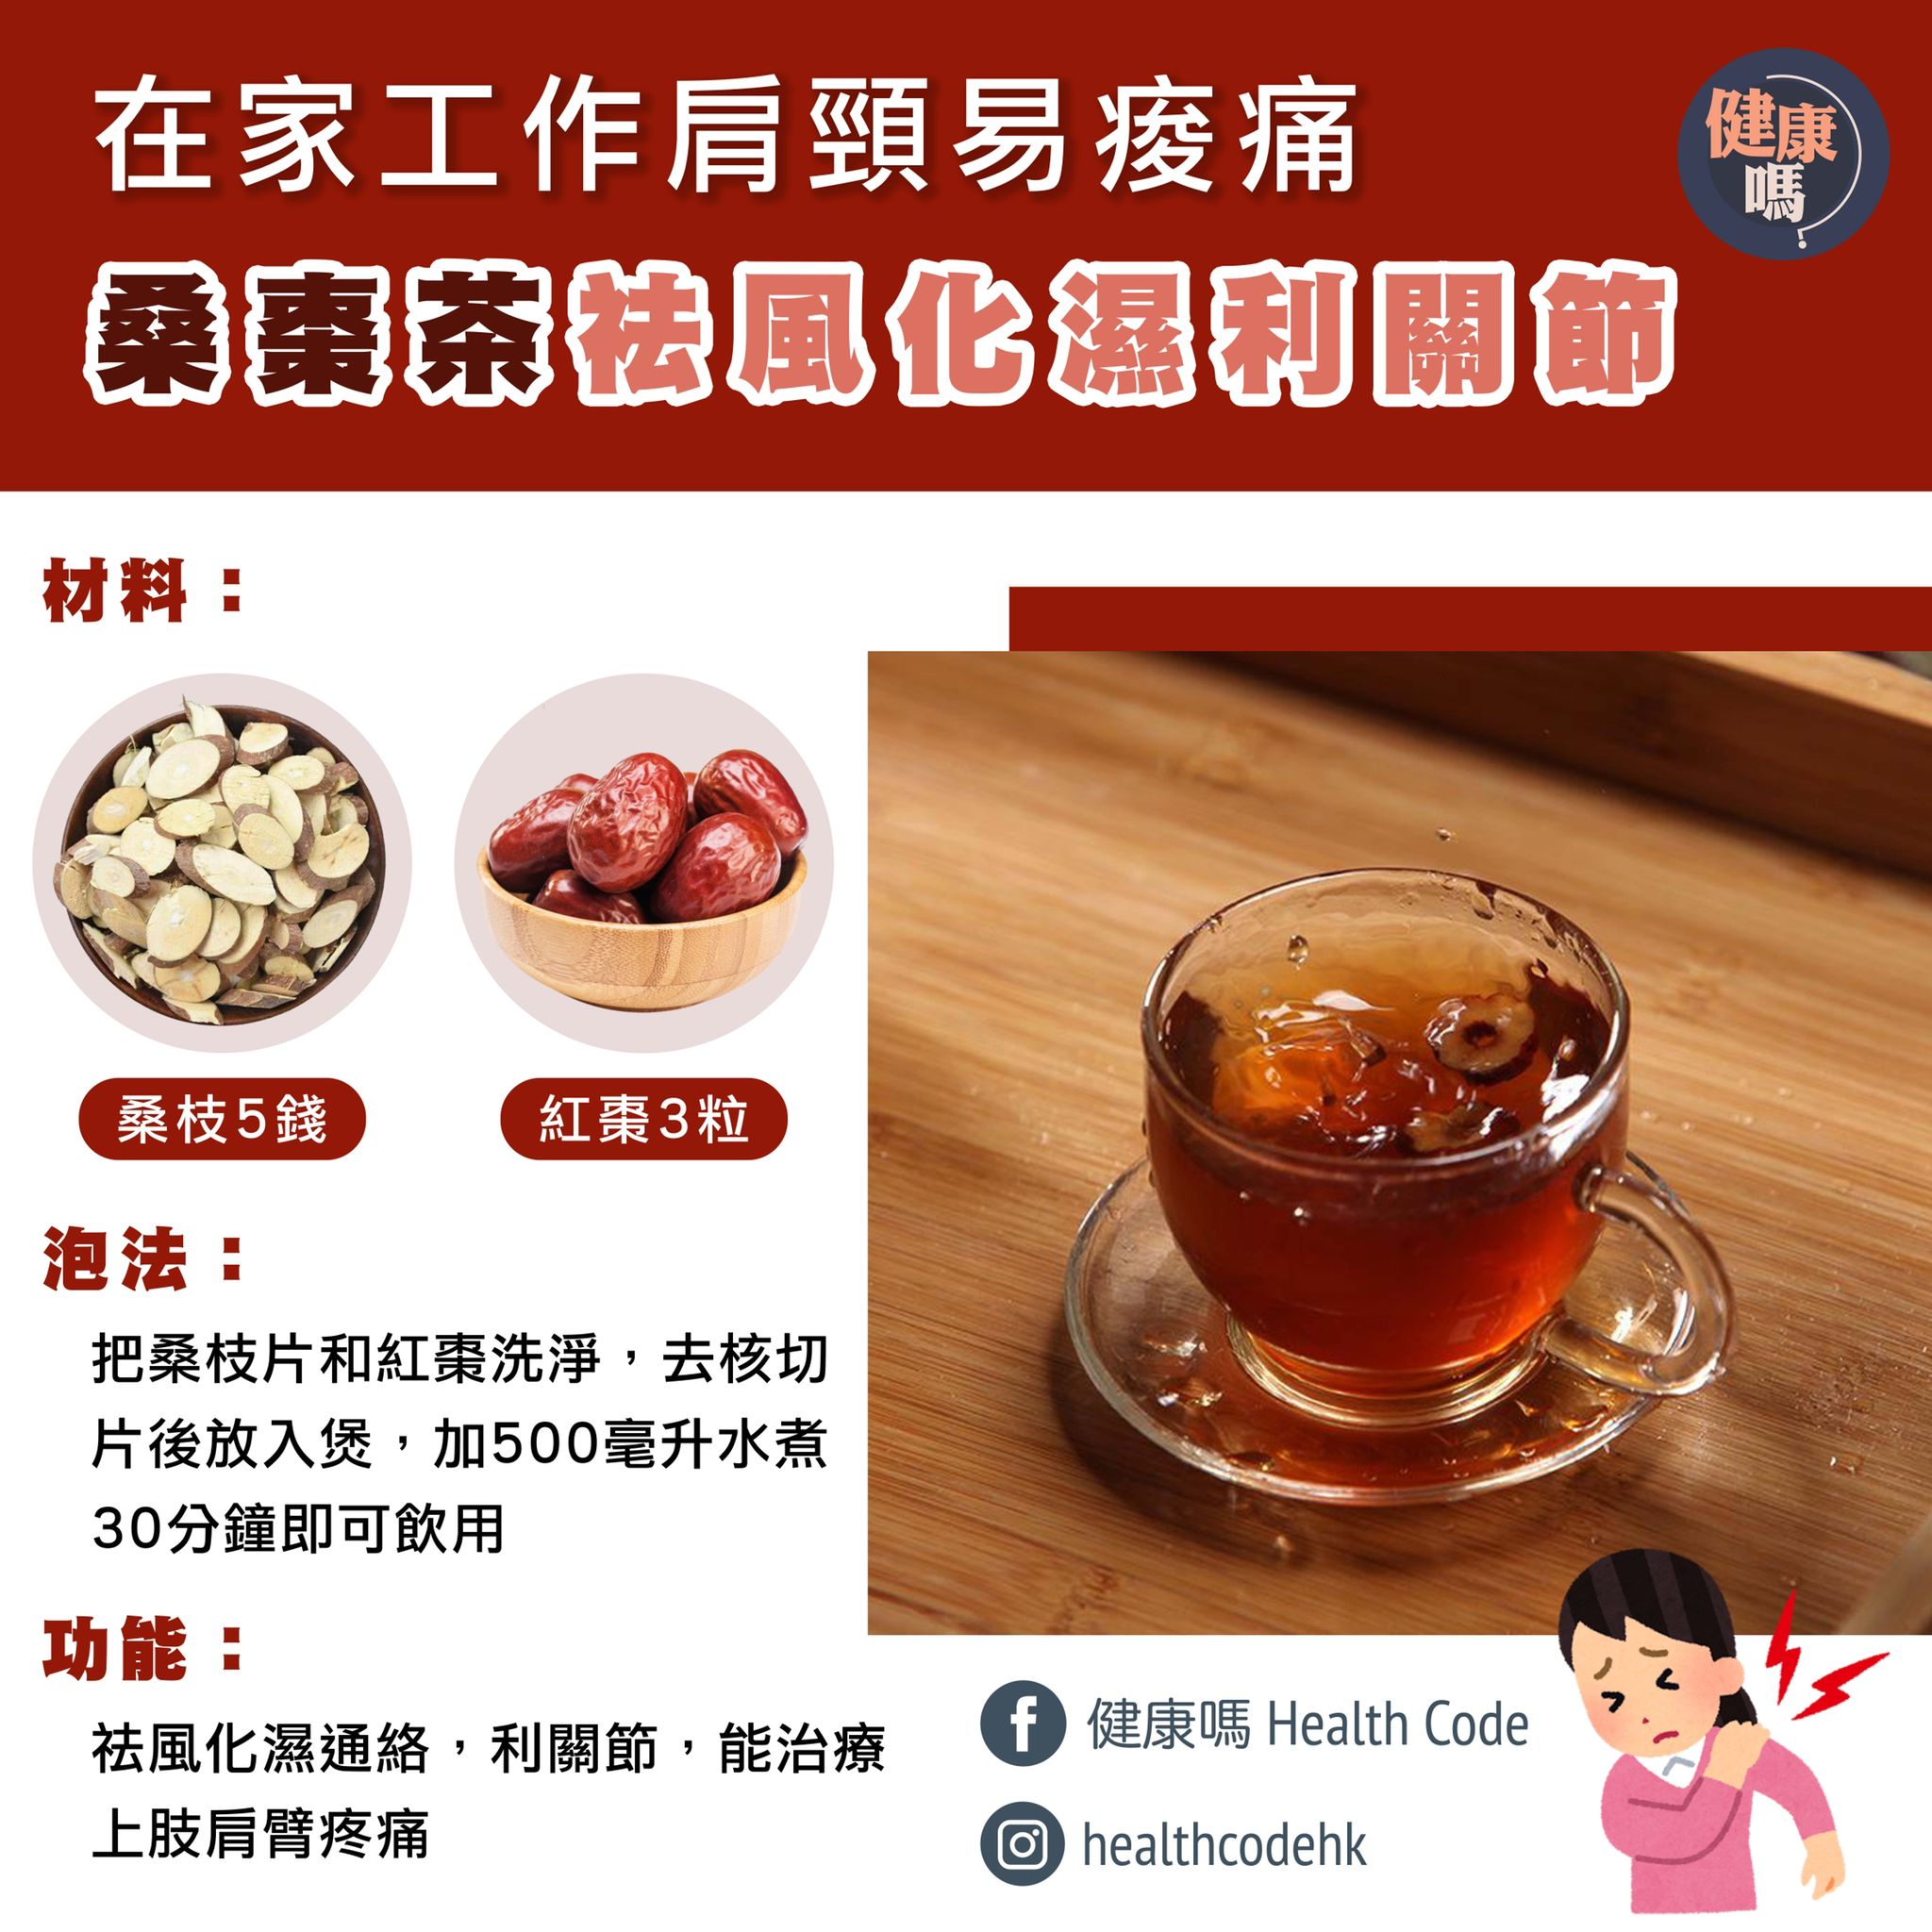 在家工作肩頸易痠痛
健康
嗎?
桑棗茶祛風化濕利關節
材料：
桑枝5錢
紅棗3粒
泡法：
把桑枝片和紅棗洗淨，去核切
片後放入煲，加500毫升水煮
30分鐘即可飲用
功能：
祛風化濕通絡，利關節，能治療
上肢肩臂疼痛
健康嗎 Health Code
healthcodehk